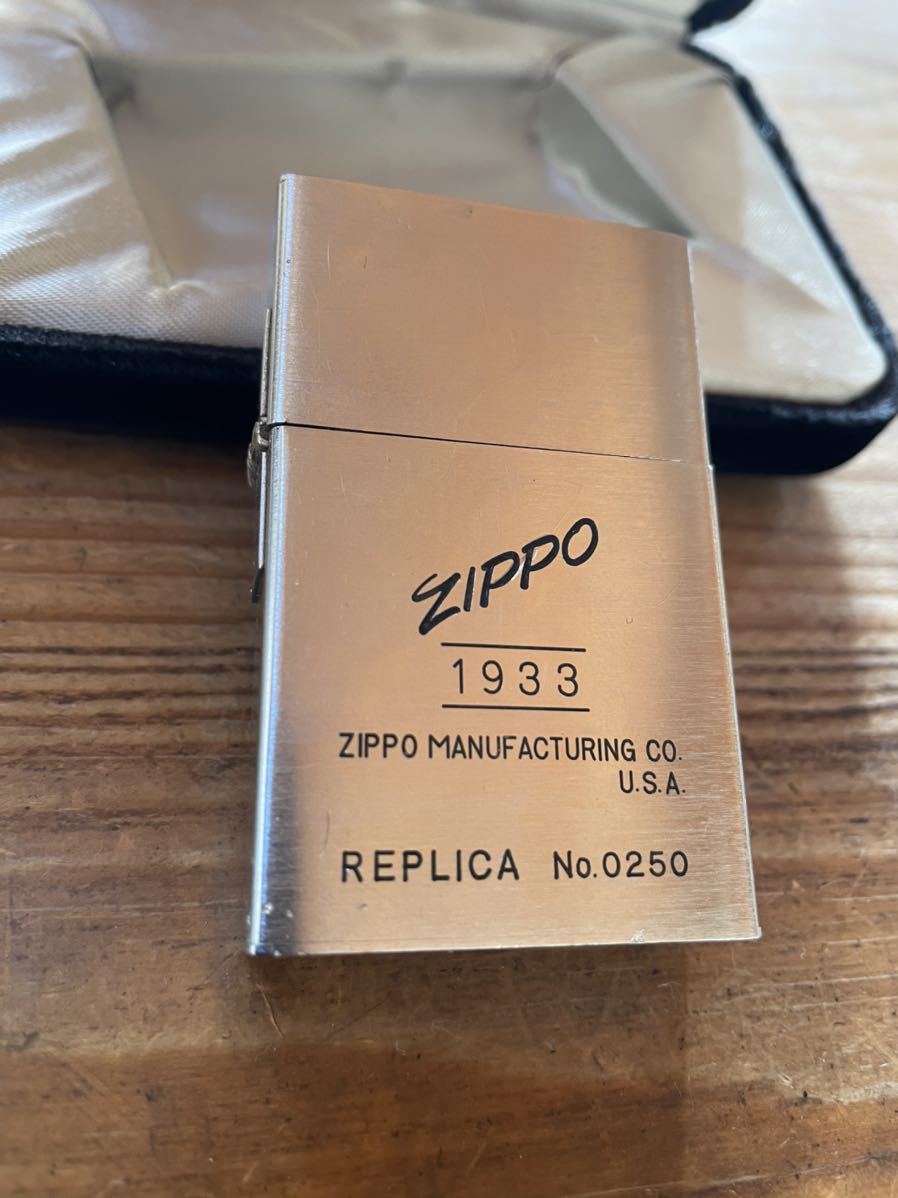 ZIPPO
1933
ZIPPO MANUFACTURING CO.
U.S.A.
REPLICA No.0250